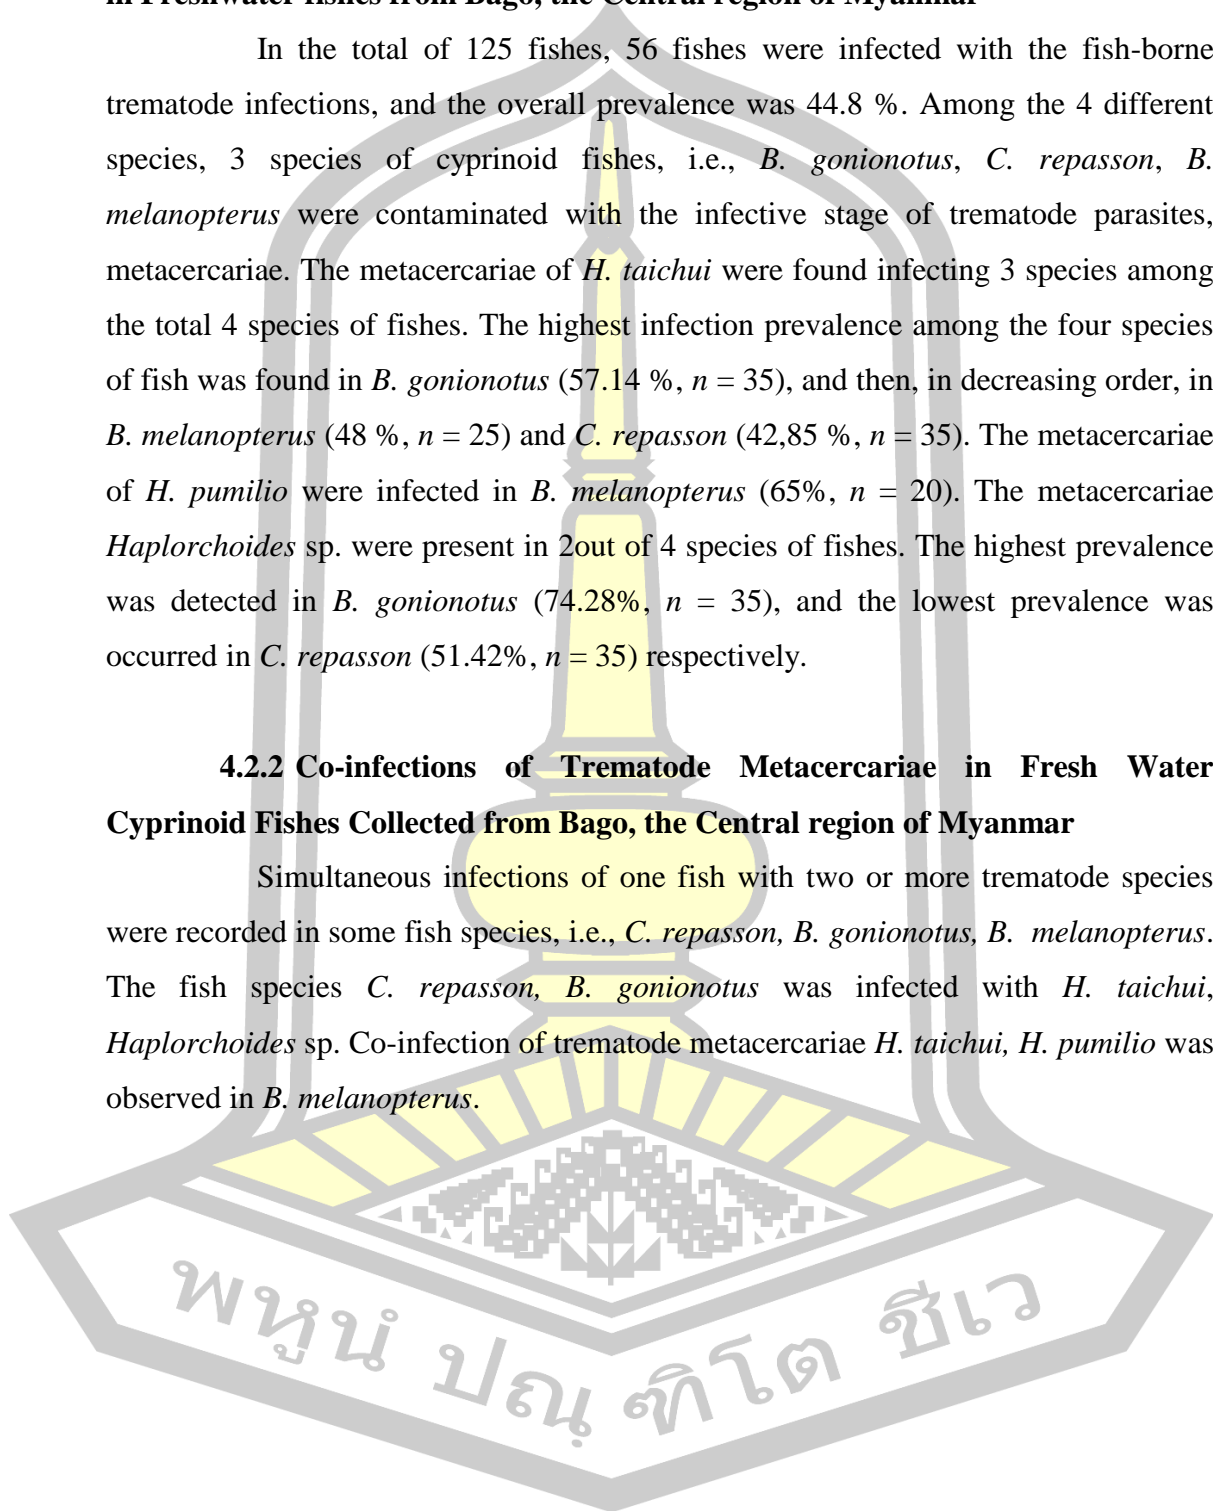 in Freshwater fishes from Bago, the Central region of Myanmar
In the total of 125 fishes, 56 fishes were infected with the fish-borne
trematode infections, and the overall prevalence was 44.8 %. Among the 4 different
species, 3 species of cyprinoid fishes, i.e., B. gonionotus, C. repasson, B.
melanopterus were contaminated with the infective stage of trematode parasites,
metacercariae. The metacercariae of H. taichui were found infecting 3 species among
the total 4 species of fishes. The highest infection prevalence among the four species
of fish was found in B. gonionotus (57.14 %, n = 35), and then, in decreasing order, in
B. melanopterus (48 %, n = 25) and C. repasson (42,85 %, n = 35). The metacercariae
of H. pumilio were infected in B. melanopterus (65%, n = 20). The metacercariae
Haplorchoides sp. were present in 2out of 4 species of fishes. The highest prevalence
was detected in B. gonionotus (74.28%, n = 35), and the lowest prevalence was
occurred in C. repasson (51.42%, n = 35) respectively.
4.2.2 Co-infections of Trematode Metacercariae in Fresh Water
Cyprinoid Fishes Collected from Bago, the Central region of Myanmar
Simultaneous infections of one fish with two or more trematode species
were recorded in some fish species, i.e., C. repasson, B. gonionotus, B. melanopterus.
The fish species C. repasson, B. gonionotus was infected with H. taichui,
Haplorchoides sp. Co-infection of trematode metacercariae H. taichui, H. pumilio was
observed in B. melanopterus.
พหูนํ ปณฺฑิโต ชีเว